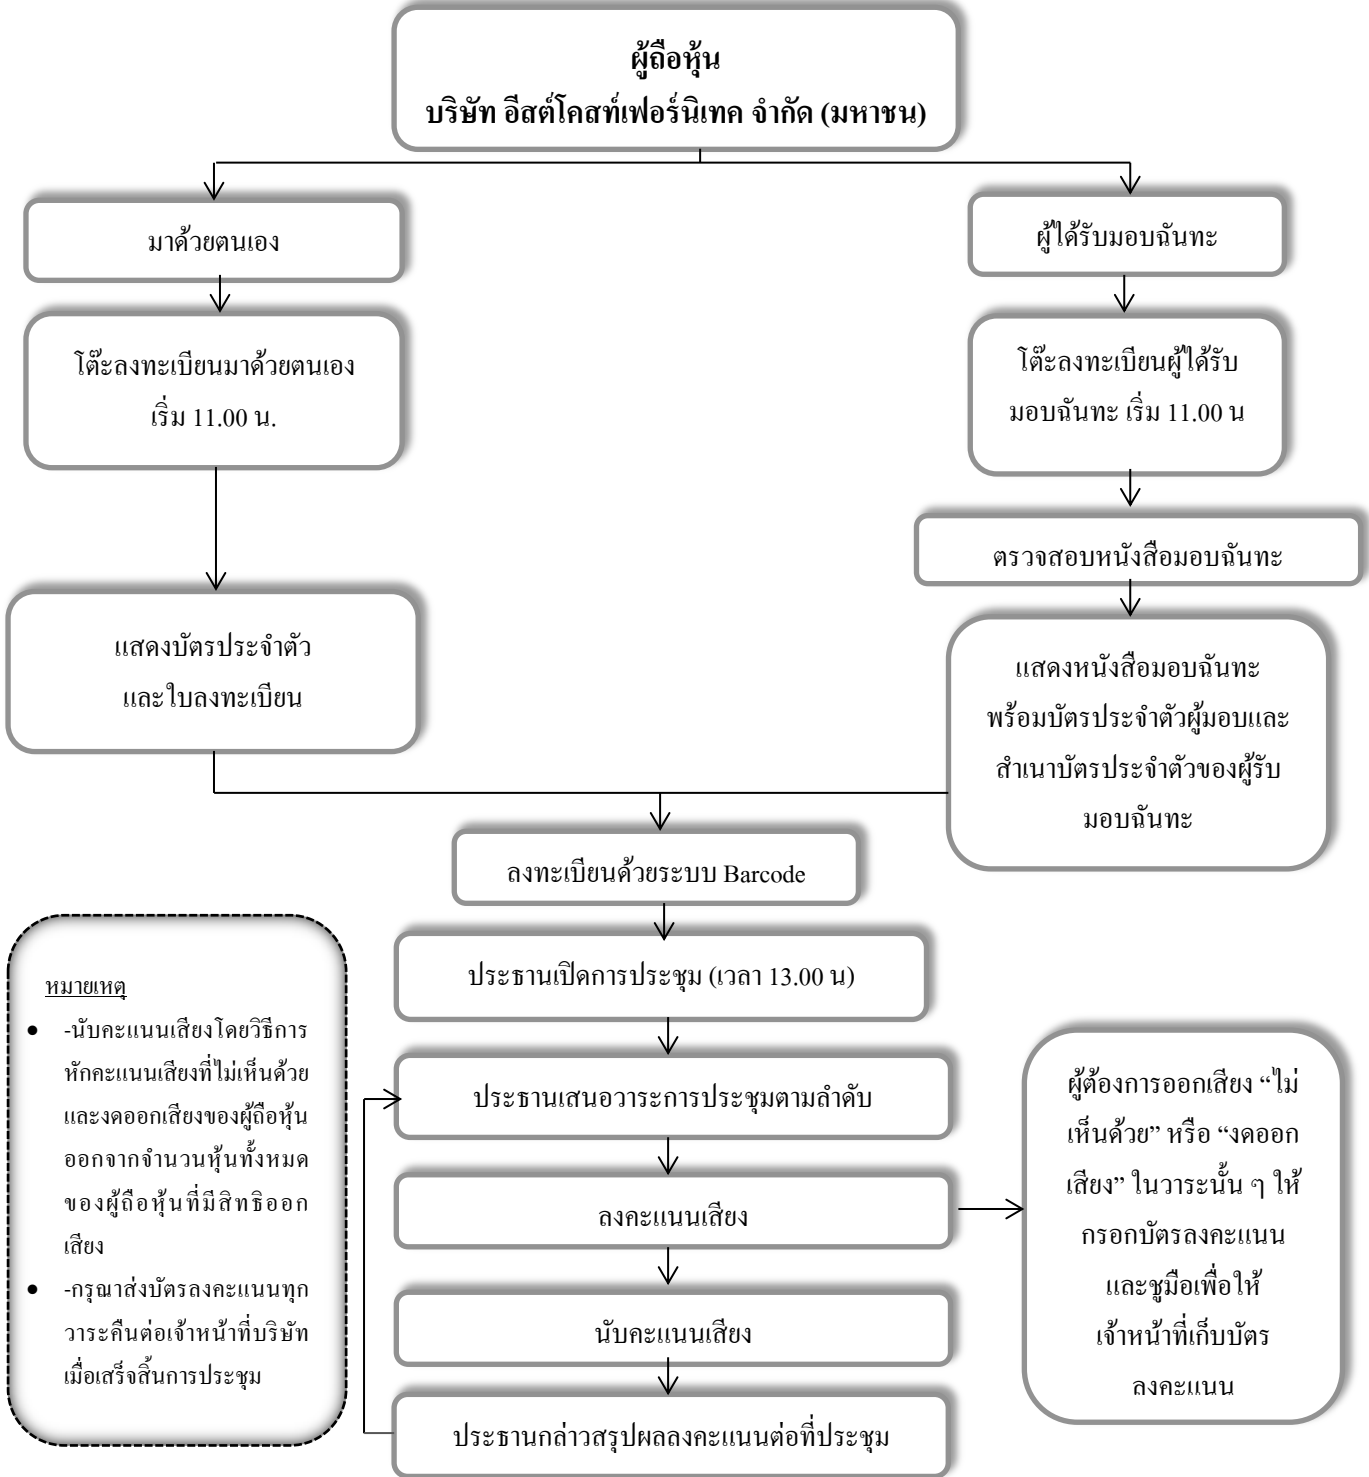 ผู้ถือหุ้น
บริษัท อีสต์โคสท์เฟอร์นิเทค จำกัด (มหาชน)
มาด้วยตนเอง
ผู้ได้รับมอบฉันทะ
โต๊ะลงทะเบียนมาด้วยตนเอง
เริ่ม 11.00 น.
โต๊ะลงทะเบียนผู้ได้รับ
มอบฉันทะ เริ่ม 11.00 น
ตรวจสอบหนังสือมอบฉันทะ
แสดงบัตรประจำตัว
และใบลงทะเบียน
แสดงหนังสือมอบฉันทะ
พร้อมบัตรประจำตัวผู้มอบและ
สำเนาบัตรประจำตัวของผู้รับ
มอบฉันทะ
ลงทะเบียนด้วยระบบ Barcode
ประธานเปิดการประชุม (เวลา 13.00 น)
หมายเหตุ
• -นับคะแนนเสียงโดยวิธีการ
หักคะแนนเสียงที่ไม่เห็นด้วย
และงดออกเสียงของผู้ถือหุ้น
ออกจากจำนวนหุ้นทั้งหมด
ของผู้ถือหุ้นที่มีสิทธิออก
เสียง
• -กรุณาส่งบัตรลงคะแนนทุก
วาระคืนต่อเจ้าหน้าที่บริษัท
เมื่อเสร็จสิ้นการประชุม
ประธานเสนอวาระการประชุมตามลำดับ
ลงคะแนนเสียง
ผู้ต้องการออกเสียง “ไม่
เห็นด้วย” หรือ “งดออก
เสียง” ในวาระนั้น ๆ ให้
กรอกบัตรลงคะแนน
และชูมือเพื่อให้
เจ้าหน้าที่เก็บบัตร
ลงคะแนน
นับคะแนนเสียง
ประธานกล่าวสรุปผลลงคะแนนต่อที่ประชุม